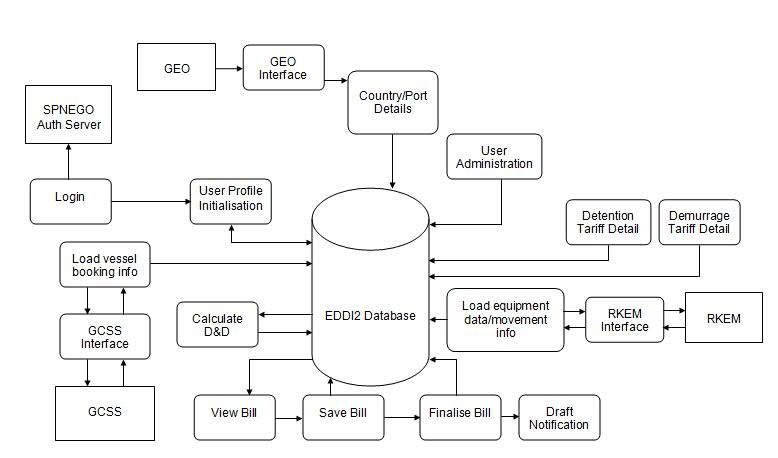 GEO
GEO
Interface
Country/Port
Details
SPNEGO
Auth Server
User
Administration
Login
User Profile
Initialisation
Detention
Tariff Detail
Demurrage
Tariff Detail
Load vessel
booking info
EDDI2 Database
Calculate
D&D
Load equipment
data/movement
info
RKEM
Interface
RKEM
GCSS
Interface
GCSS
View Bill
Save Bill
Finalise Bill
Draft
Notification